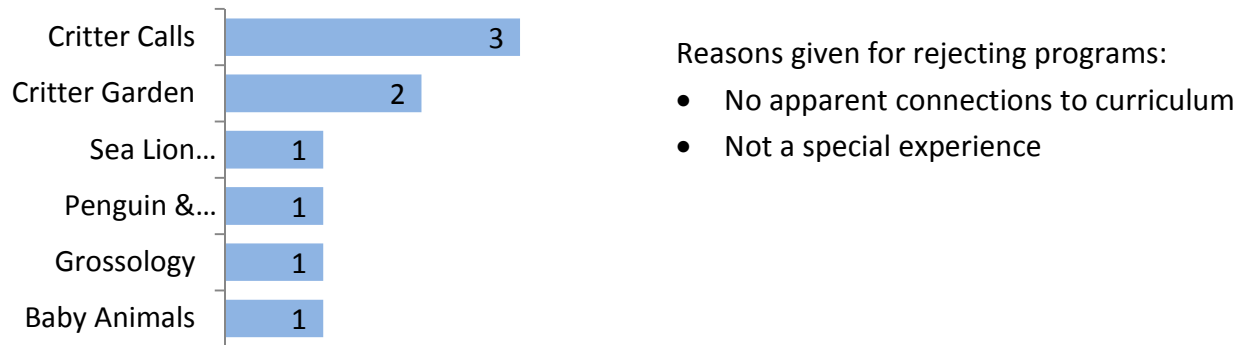 Critter Calls
3
Critter Garden
2
Sea Lion...
1
Penguin &...
1
Grossology
1
Baby Animals
1
Reasons given for rejecting programs:
• No apparent connections to curriculum
• Not a special experience